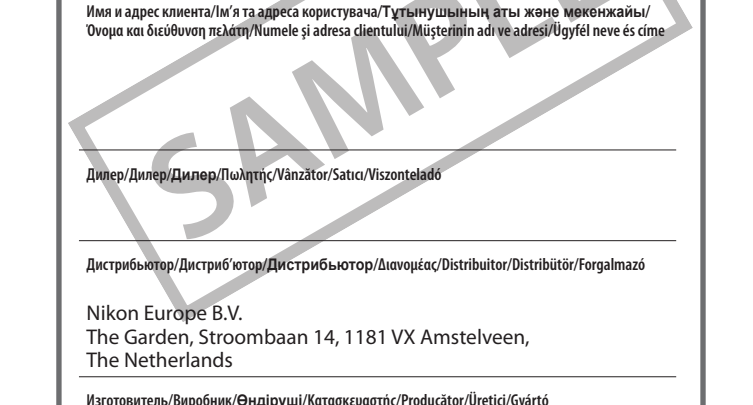 Имя и адрес клиента/Ім’я та адреса користувача/Тұтынушының аты және мекенжайы/
Όνομα και διεύθυνση πελάτη/Numele şi adresa clientului/Müşterinin adı ve adresi/Ügyfél neve és címe
SAMPLE
Дилер/Дилер/Дилер/Πωλητής/Vânzător/Satıcı/Viszonteladó
Дистрибьютор/Дистриб’ютор/Дистрибьютор/Διανομέας/Distribuitor/Distribütör/Forgalmazó
Nikon Europe B.V.
The Garden, Stroombaan 14, 1181 VX Amstelveen,
The Netherlands
Изготовитель/Виробник/Өндіруші/Κατασκευαστής/Producător/Üretici/Gyártó